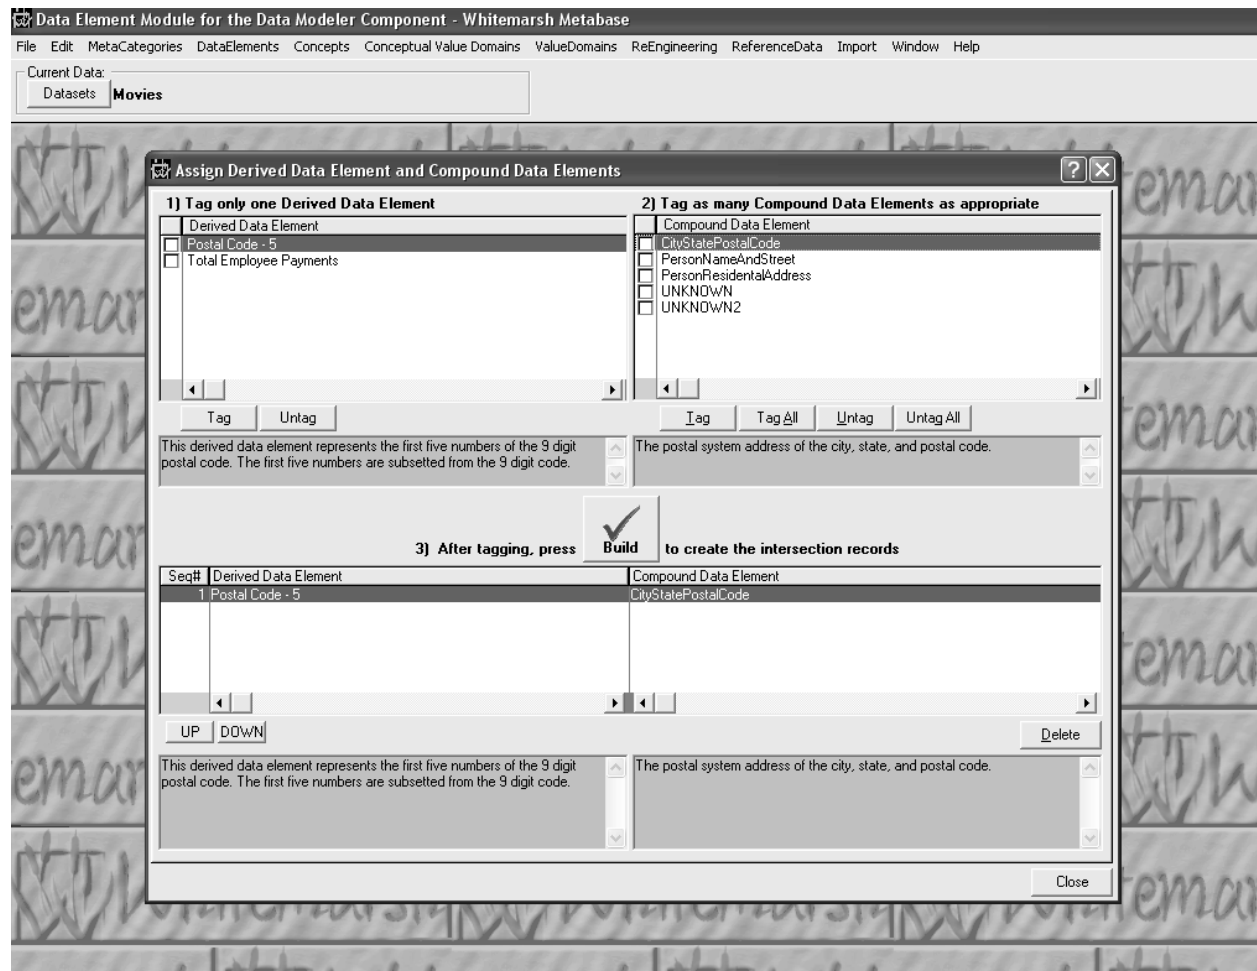 Data Element Module for the Data Modeler Component - Whitemarsh Metabase
File Edit MetaCategories DataElements Concepts Conceptual Value Domains ValueDomains ReEngineering ReferenceData Import Window Help
Current Data:
Datasets Movies
Assign Derived Data Element and Compound Data Elements
1) Tag only one Derived Data Element
2) Tag as many Compound Data Elements as appropriate
Derived Data Element
Postal Code - 5
Total Employee Payments
Compound Data Element
CityStatePostalCode
PersonNameAndStreet
PersonResidentalAddress
UNKNOWN
UNKNOWN2
Tag Untag
Tag Tag All Untag Untag All
This derived data element represents the first five numbers of the 9 digit
postal code. The first five numbers are subsetted from the 9 digit code.
The postal system address of the city, state, and postal code.
3) After tagging, press Build to create the intersection records
Seq# Derived Data Element Compound Data Element
1 Postal Code - 5 CityStatePostalCode
UP DOWN Delete
This derived data element represents the first five numbers of the 9 digit
postal code. The first five numbers are subsetted from the 9 digit code.
The postal system address of the city, state, and postal code.
Close